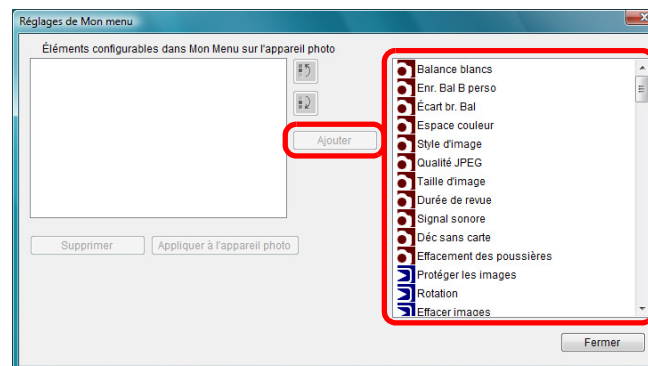 Réglages de Mon menu
Éléments configurables dans Mon Menu sur l'appareil photo
Ajouter
Supprimer
Appliquer à l'appareil photo
Balance blancs
Enr. Bal B perso
Écart br. Bal
Espace couleur
Style d'image
Qualité JPEG
Taille d'image
Durée de revue
Signal sonore
Déc sans carte
Effacement des poussières
Protéger les images
Rotation
Effacer images
Fermer